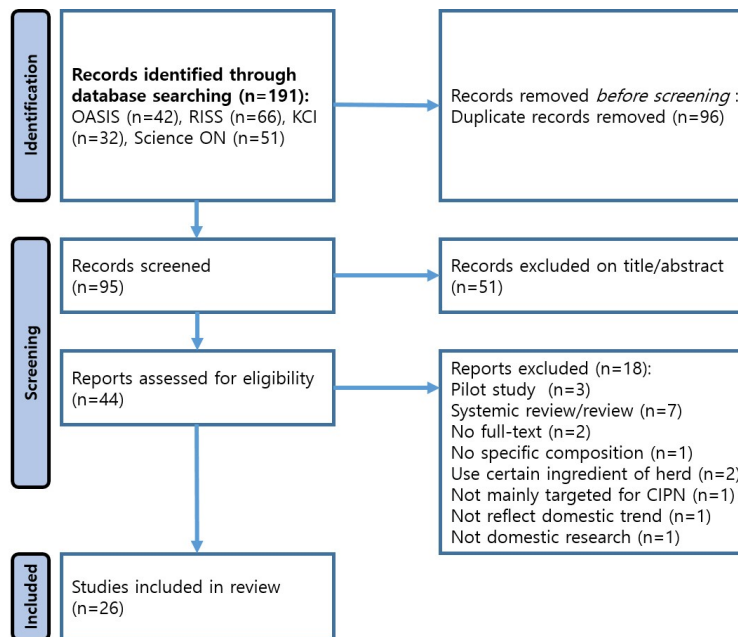 Identification
Records identified through
database searching (n=191):
OASIS (n=42), RISS (n=66), KCI
(n=32), Science ON (n=51)
Records removed before screening :
Duplicate records removed (n=96)
Screening
Records screened
(n=95)
Records excluded on title/abstract
(n=51)
Reports assessed for eligibility
(n=44)
Reports excluded (n=18):
Pilot study (n=3)
Systemic review/review (n=7)
No full-text (n=2)
No specific composition (n=1)
Use certain ingredient of herd (n=2)
Not mainly targeted for CIPN (n=1)
Not reflect domestic trend (n=1)
Not domestic research (n=1)
Included
Studies included in review
(n=26)